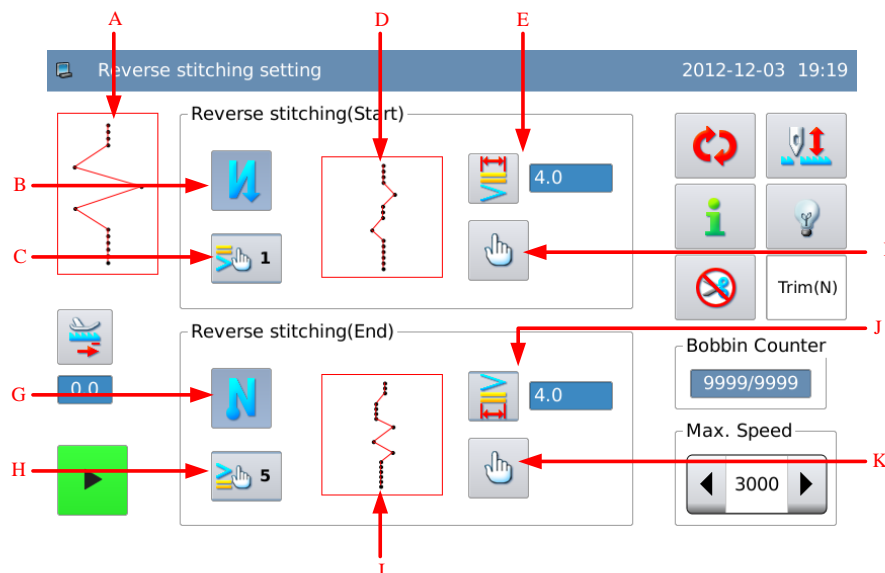 A
D
E
Reverse stitching setting
2012-12-03 19:19
Reverse stitching(Start)
B
4.0
C
1
Trim(N)
Reverse stitching(End)
J
Bobbin Counter
0.0
G
4.0
9999/9999
Max. Speed
H
5
K
3000
I